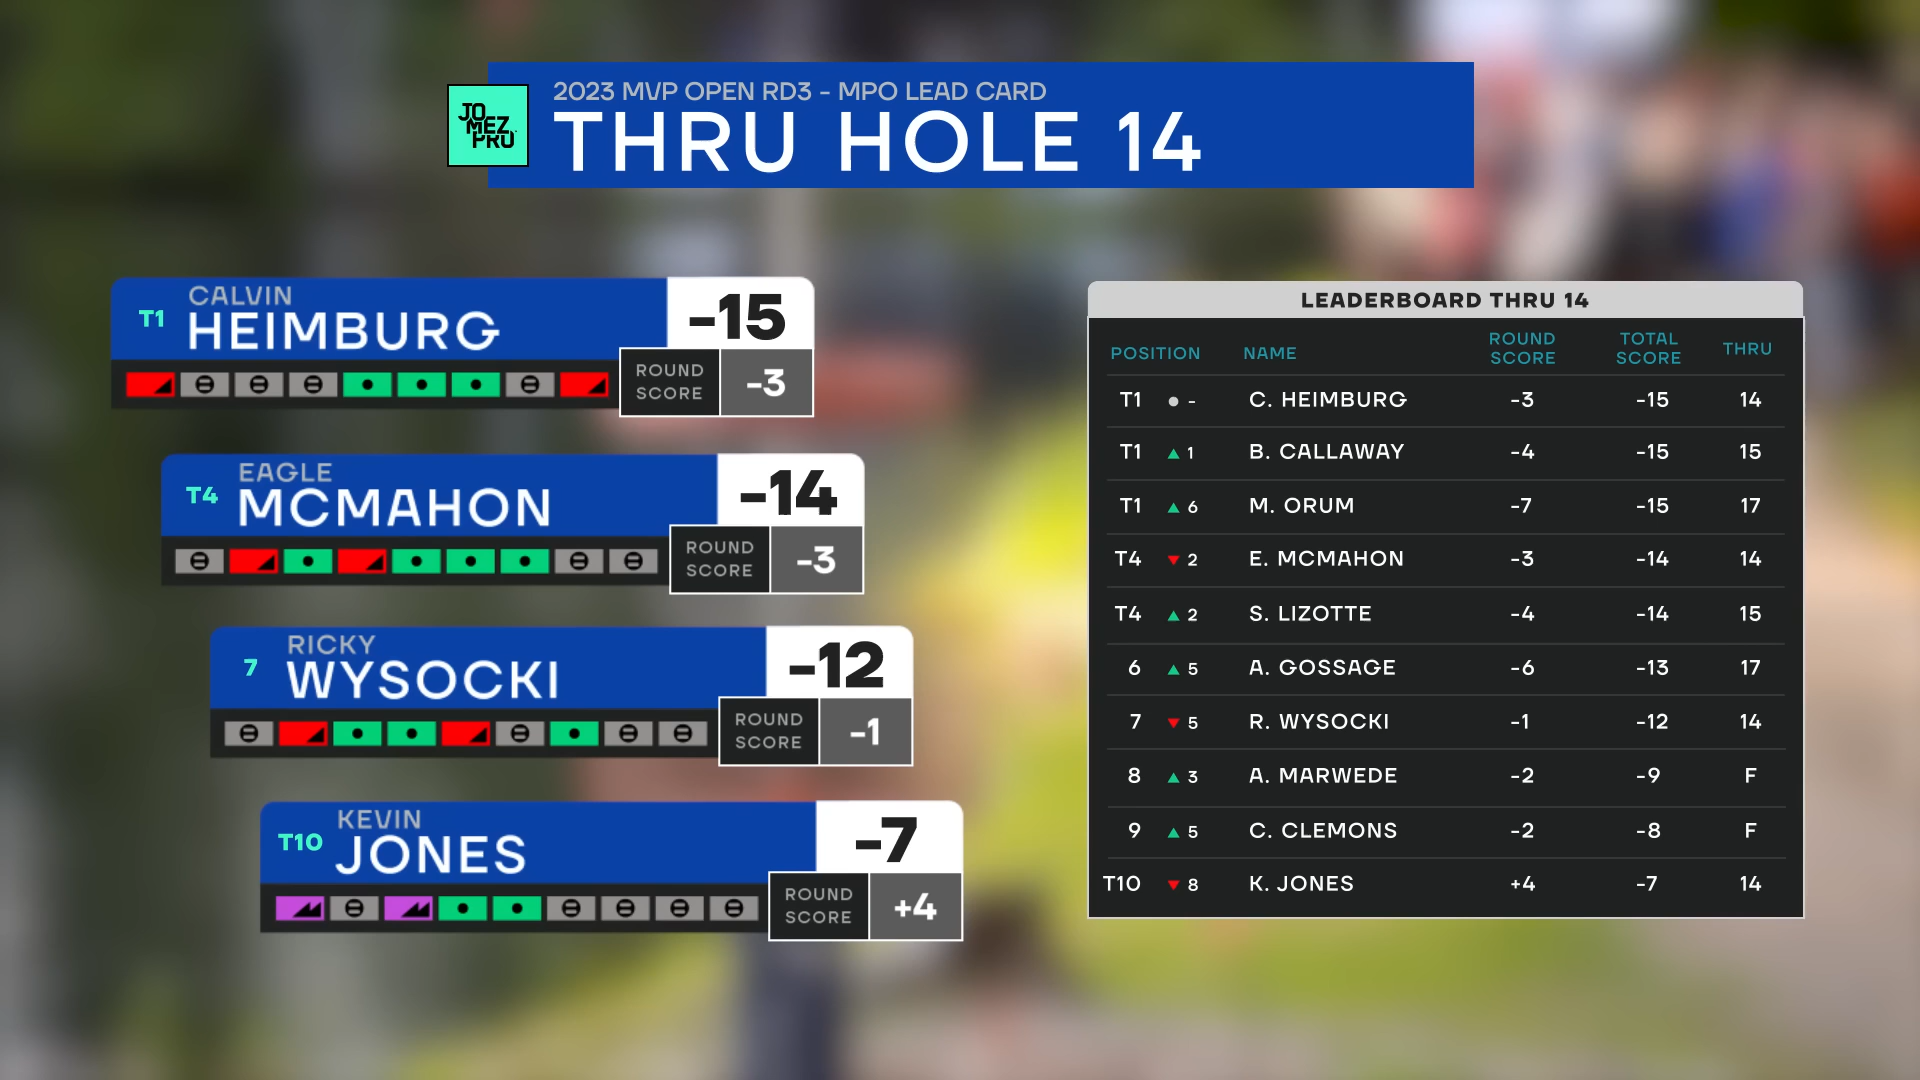 JO
MEZ
PRU
2023 MVP OPEN RD3 - MPO LEAD CARD
THRU HOLE 14
T1
CALVIN
HEIMBURG
-15
ROUND
SCORE
-3
T4
EAGLE
MCMAHON
-14
ROUND
SCORE
-3
7
RICKY
WYSOCKI
-12
ROUND
SCORE
-1
T10
KEVIN
JONES
-7
ROUND
SCORE
+4
LEADERBOARD THRU 14
POSITION NAME ROUND SCORE TOTAL SCORE THRU
T1 - C. HEIMBURG -3 -15 14
T1 1 B. CALLAWAY -4 -15 15
T1 6 M. ORUM -7 -15 17
T4 2 E. MCMAHON -3 -14 14
T4 2 S. LIZOTTE -4 -14 15
6 5 A. GOSSAGE -6 -13 17
7 5 R. WYSOCKI -1 -12 14
8 3 A. MARWEDE -2 -9 F
9 5 C. CLEMONS -2 -8 F
T10 8 K. JONES +4 -7 14